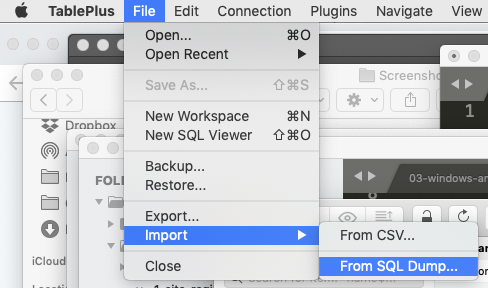 TablePlus File Edit Connection Plugins Navigate View
Open... ⌘O
Open Recent
Save As... ⇧⌘S
New Workspace ⌘N
New SQL Viewer ⇧⌘O
Backup...
Restore...
Export...
Import
Close
From CSV...
From SQL Dump...
Screensho
1
Dropbox
FOL
03-windows-an
iCloud